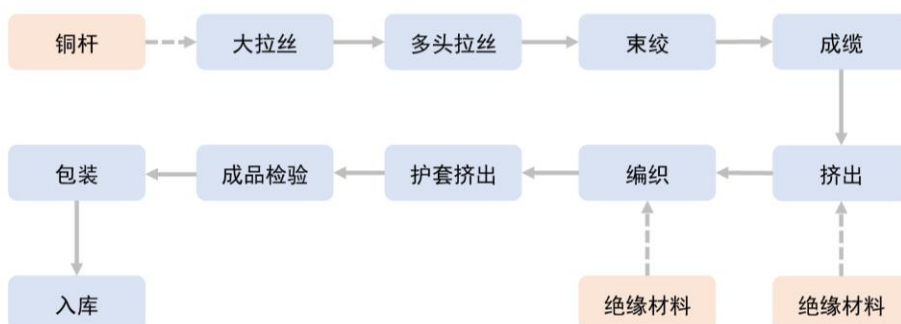 铜杆
大拉丝
多头拉丝
束绞
成缆
包装
成品检验
护套挤出
编织
挤出
入库
绝缘材料
绝缘材料